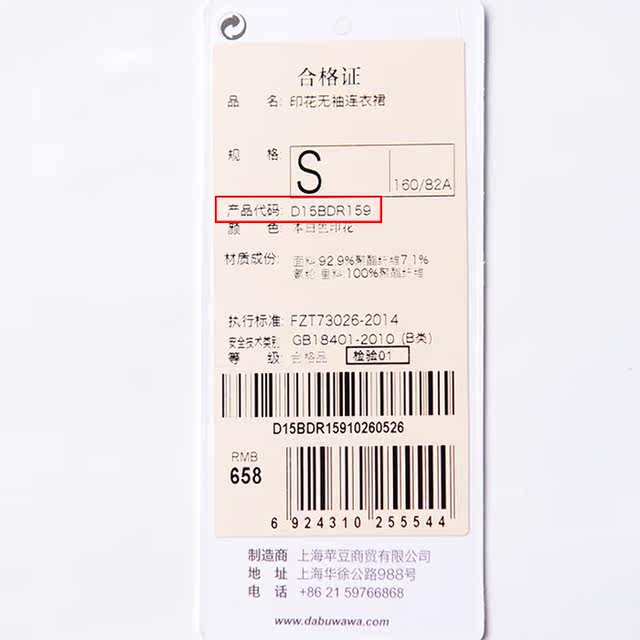 合格证
品 名: 印花无袖连衣裙
规 格: S 160/82A
产品代码: D15BDR159
颜 色: 本白色印花
材质成份: 面料:92.9%聚酯纤维7.1%
氨纶 里料:100%聚酯纤维
执行标准: FZT73026-2014
安全技术类别 GB18401-2010 (B类)
等 级: 合格品 检验01
D15BDR15910260526
RMB
658
6 924310 255544
制造商 上海苹豆商贸有限公司
地 址 上海华徐公路988号
电 话 +86 21 59766868
www.dabuwawa.com